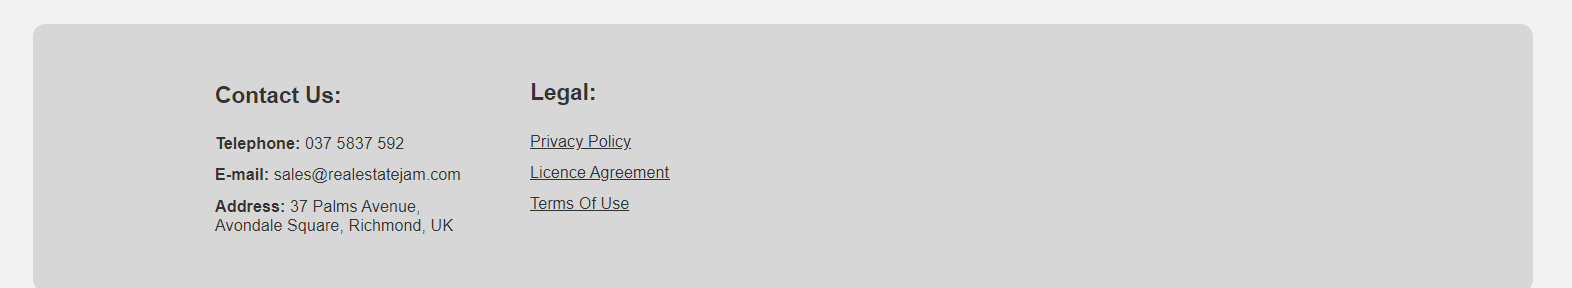 Contact Us:
Telephone: 037 5837 592
E-mail: sales@realestatejam.com
Address: 37 Palms Avenue,
Avondale Square, Richmond, UK
Legal:
Privacy Policy
Licence Agreement
Terms Of Use